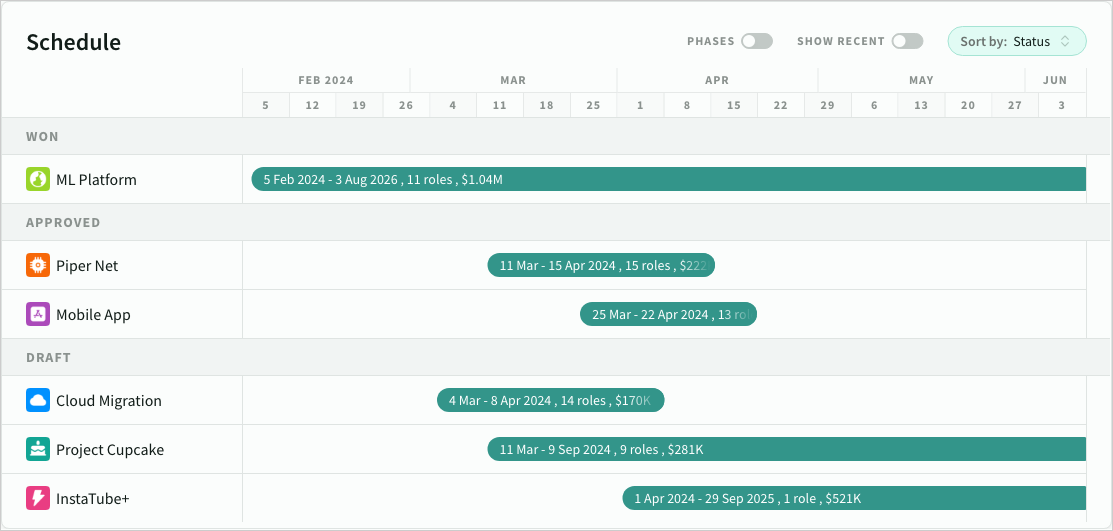 Schedule
PHASES SHOW RECENT Sort by: Status
FEB 2024 MAR APR MAY JUN
5 12 19 26 4 11 18 25 1 8 15 22 29 6 13 20 27 3
WON
ML Platform 5 Feb 2024 - 3 Aug 2026 , 11 roles , $1.04M
APPROVED
Piper Net 11 Mar - 15 Apr 2024 , 15 roles , $222
Mobile App 25 Mar - 22 Apr 2024 , 13 rol
DRAFT
Cloud Migration 4 Mar - 8 Apr 2024 , 14 roles , $170K
Project Cupcake 11 Mar - 9 Sep 2024 , 9 roles , $281K
InstaTube+ 1 Apr 2024 - 29 Sep 2025 , 1 role , $521K